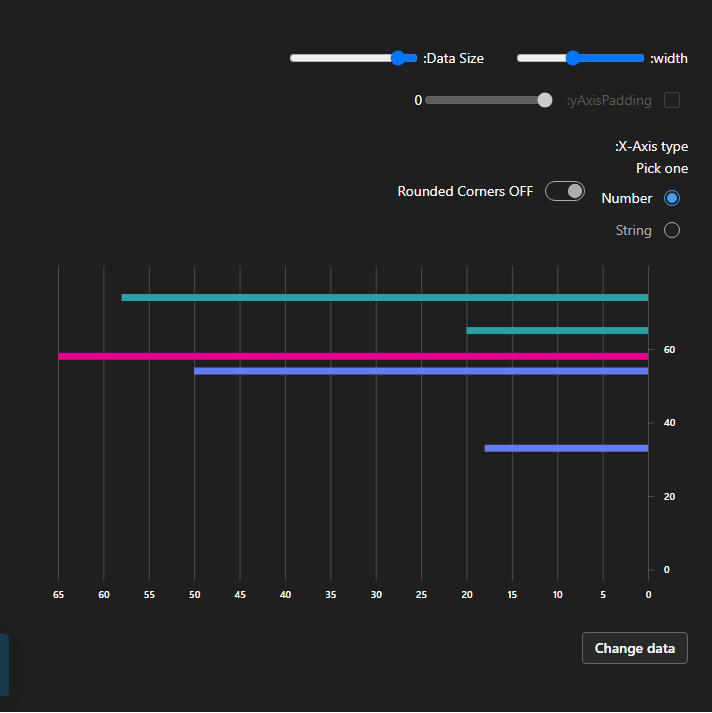 :width
:Data Size
:yAxisPadding
0
:X-Axis type
Pick one
Number
Rounded Corners OFF
String
60
40
20
0
65 60 55 50 45 40 35 30 25 20 15 10 5 0
Change data